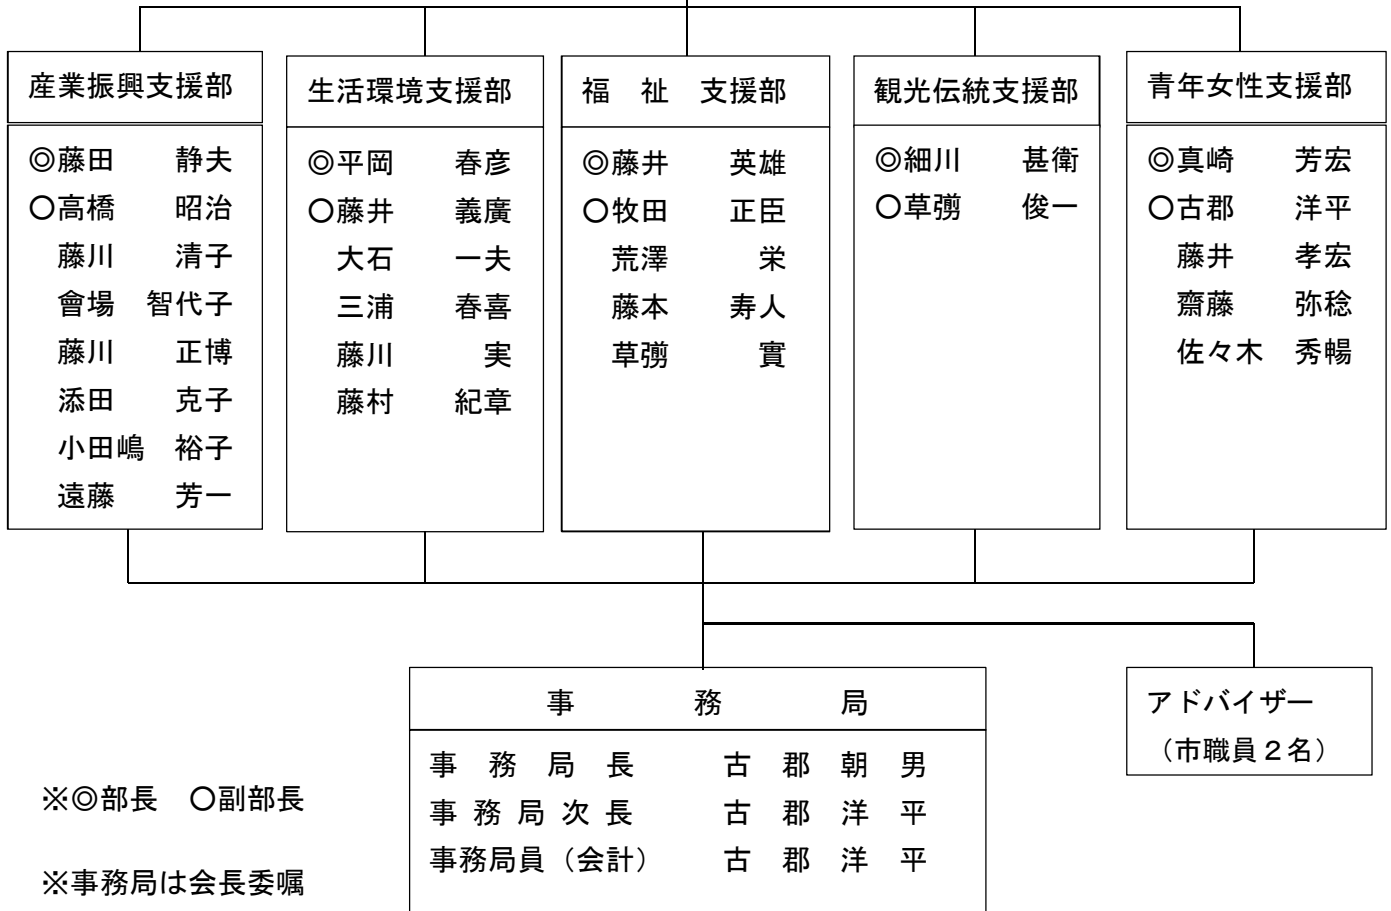 産業振興支援部
◎藤田　静夫
○高橋　昭治
藤川　清子
會場　智代子
藤川　正博
添田　克子
小田嶋　裕子
遠藤　芳一
生活環境支援部
◎平岡　春彦
○藤井　義廣
大石　一夫
三浦　春喜
藤川　実
藤村　紀章
福　祉　支援部
◎藤井　英雄
○牧田　正臣
荒澤　栄
藤本　寿人
草彅　實
観光伝統支援部
◎細川　甚衛
○草彅　俊一
青年女性支援部
◎真崎　芳宏
○古郡　洋平
藤井　孝宏
齋藤　弥稔
佐々木　秀暢
事　務　局
事　務　局　長　古　郡　朝　男
事　務　局　次　長　古　郡　洋　平
事務局員（会計）　古　郡　洋　平
アドバイザー
（市職員２名）
※◎部長　○副部長
※事務局は会長委嘱